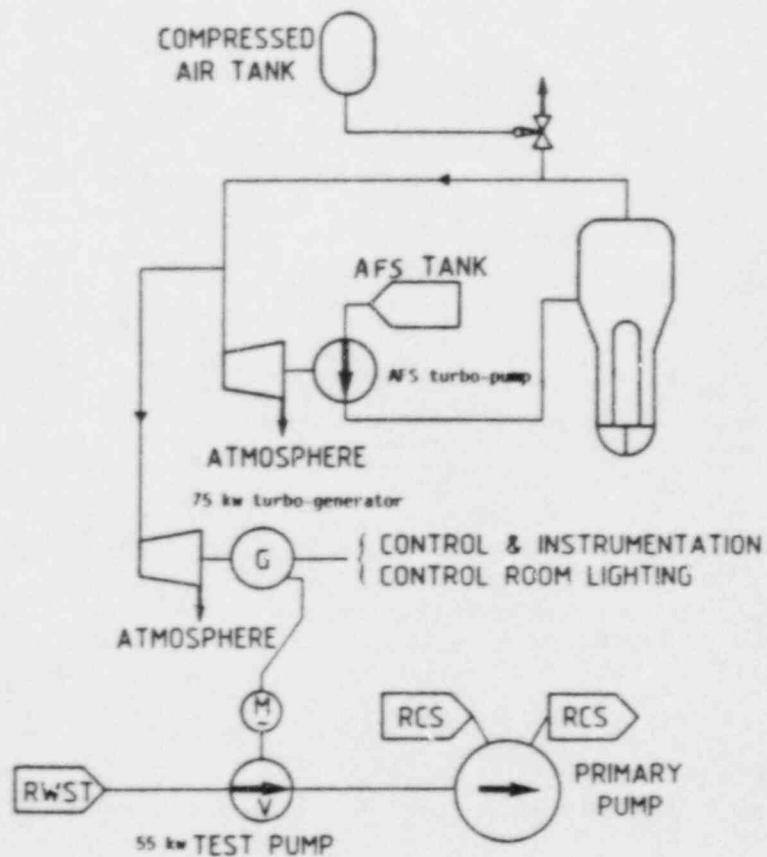 COMPRESSED
AIR TANK
AFS TANK
AFS turbo-pump
ATMOSPHERE
75 kw turbo-generator
G
{ CONTROL & INSTRUMENTATION
{ CONTROL ROOM LIGHTING
ATMOSPHERE
M
RCS
RCS
RWST
V
PRIMARY
PUMP
55 kw TEST PUMP